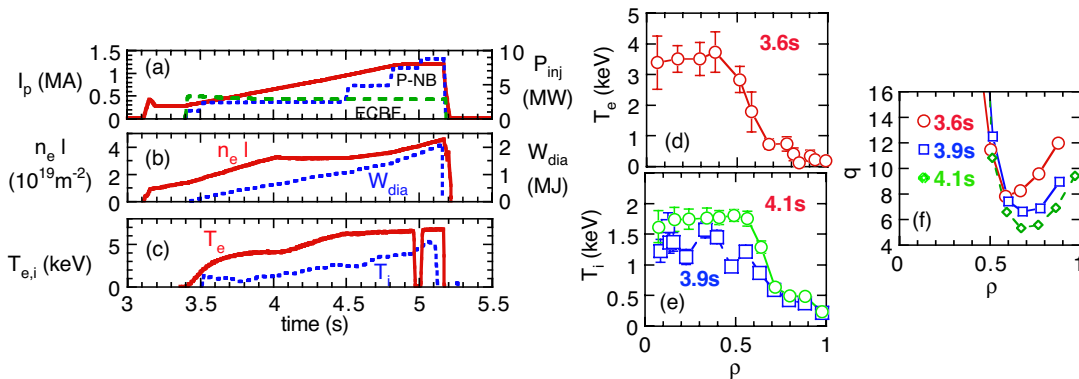 1.5
1
0.5
0
I_p (MA)
(a)
P-NB
ECRF
10
5
0
P_inj
(MW)
4
2
0
n_e l
(10^19 m^-2)
(b)
n_e l
W_dia
2
1
0
W_dia
(MJ)
5
0
T_e,i (keV)
(c)
T_e
T_i
3 3.5 4 4.5 5 5.5
time (s)
5
4
3
2
1
0
T_e (keV)
3.6s
(d)
2
1.5
1
0.5
0
T_i (keV)
4.1s
3.9s
(e)
0 0.5 1
ρ
16
14
12
10
8
6
4
q
3.6s
3.9s
4.1s
(f)
0 0.5 1
ρ